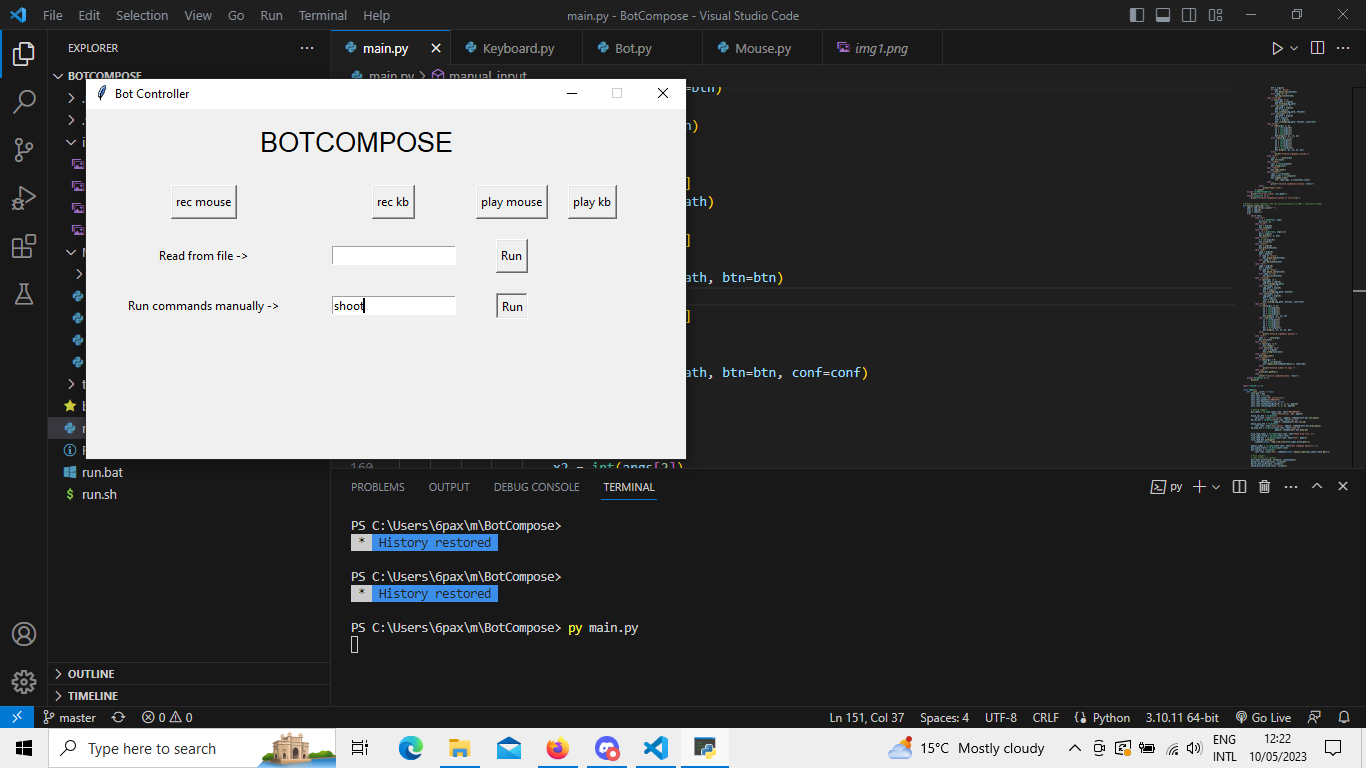 File Edit Selection View Go Run Terminal Help main.py - BotCompose - Visual Studio Code
EXPLORER
main.py Keyboard.py Bot.py Mouse.py img1.png
BOTCOMPOSE
main.py > manual_input
Bot Controller
BOTCOMPOSE
rec mouse rec kb play mouse play kb
Read from file -> Run
Run commands manually -> shoot Run
=btn)
]
ath)
]
ath, btn=btn)
]
ath, btn=btn, conf=conf)
160 x2 = int(args[2])
run.bat
run.sh
PROBLEMS OUTPUT DEBUG CONSOLE TERMINAL
py
PS C:\Users\6pax\m\BotCompose>
* History restored
PS C:\Users\6pax\m\BotCompose>
* History restored
PS C:\Users\6pax\m\BotCompose> py main.py
OUTLINE
TIMELINE
master 0 0 Ln 151, Col 37 Spaces: 4 UTF-8 CRLF Python 3.10.11 64-bit Go Live
Type here to search
15°C Mostly cloudy
ENG
INTL
12:22
10/05/2023